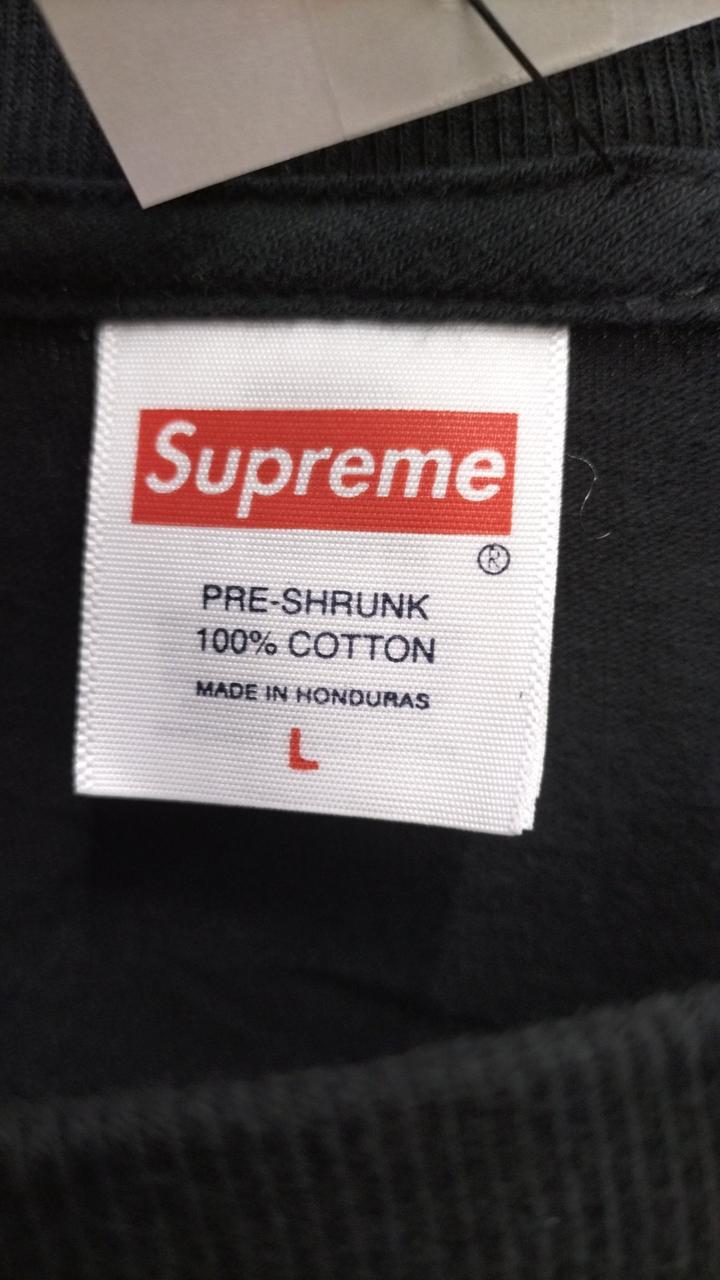 Supreme
®
PRE-SHRUNK
100% COTTON
MADE IN HONDURAS
L